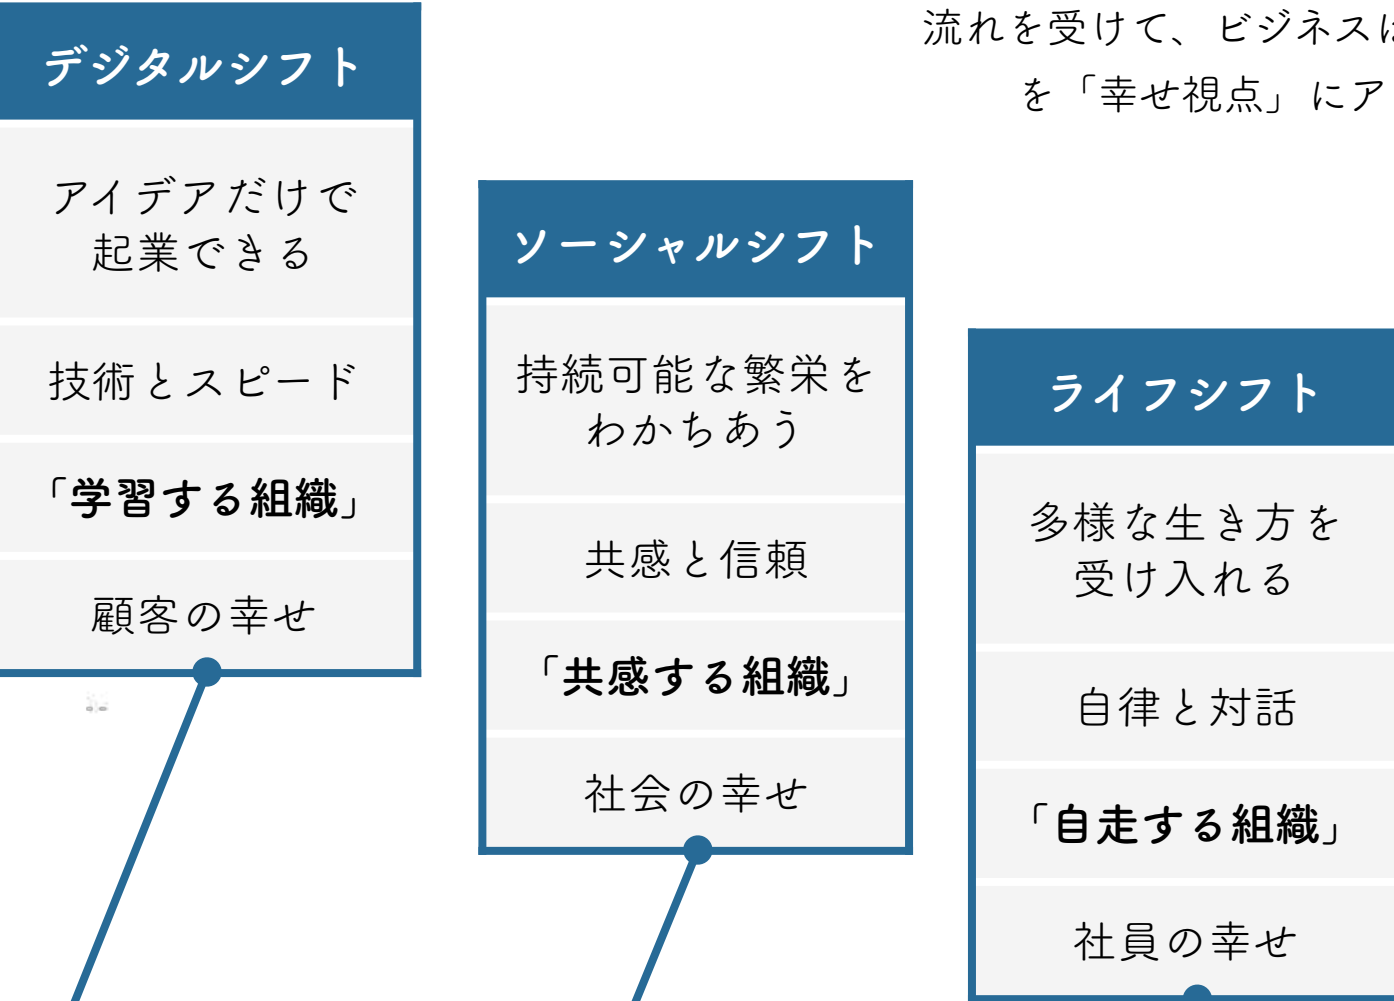 流れを受けて、ビジネスは
を「幸せ視点」にア
デジタルシフト
アイデアだけで
起業できる
技術とスピード
「学習する組織」
顧客の幸せ
ソーシャルシフト
持続可能な繁栄を
わかちあう
共感と信頼
「共感する組織」
社会の幸せ
ライフシフト
多様な生き方を
受け入れる
自律と対話
「自走する組織」
社員の幸せ